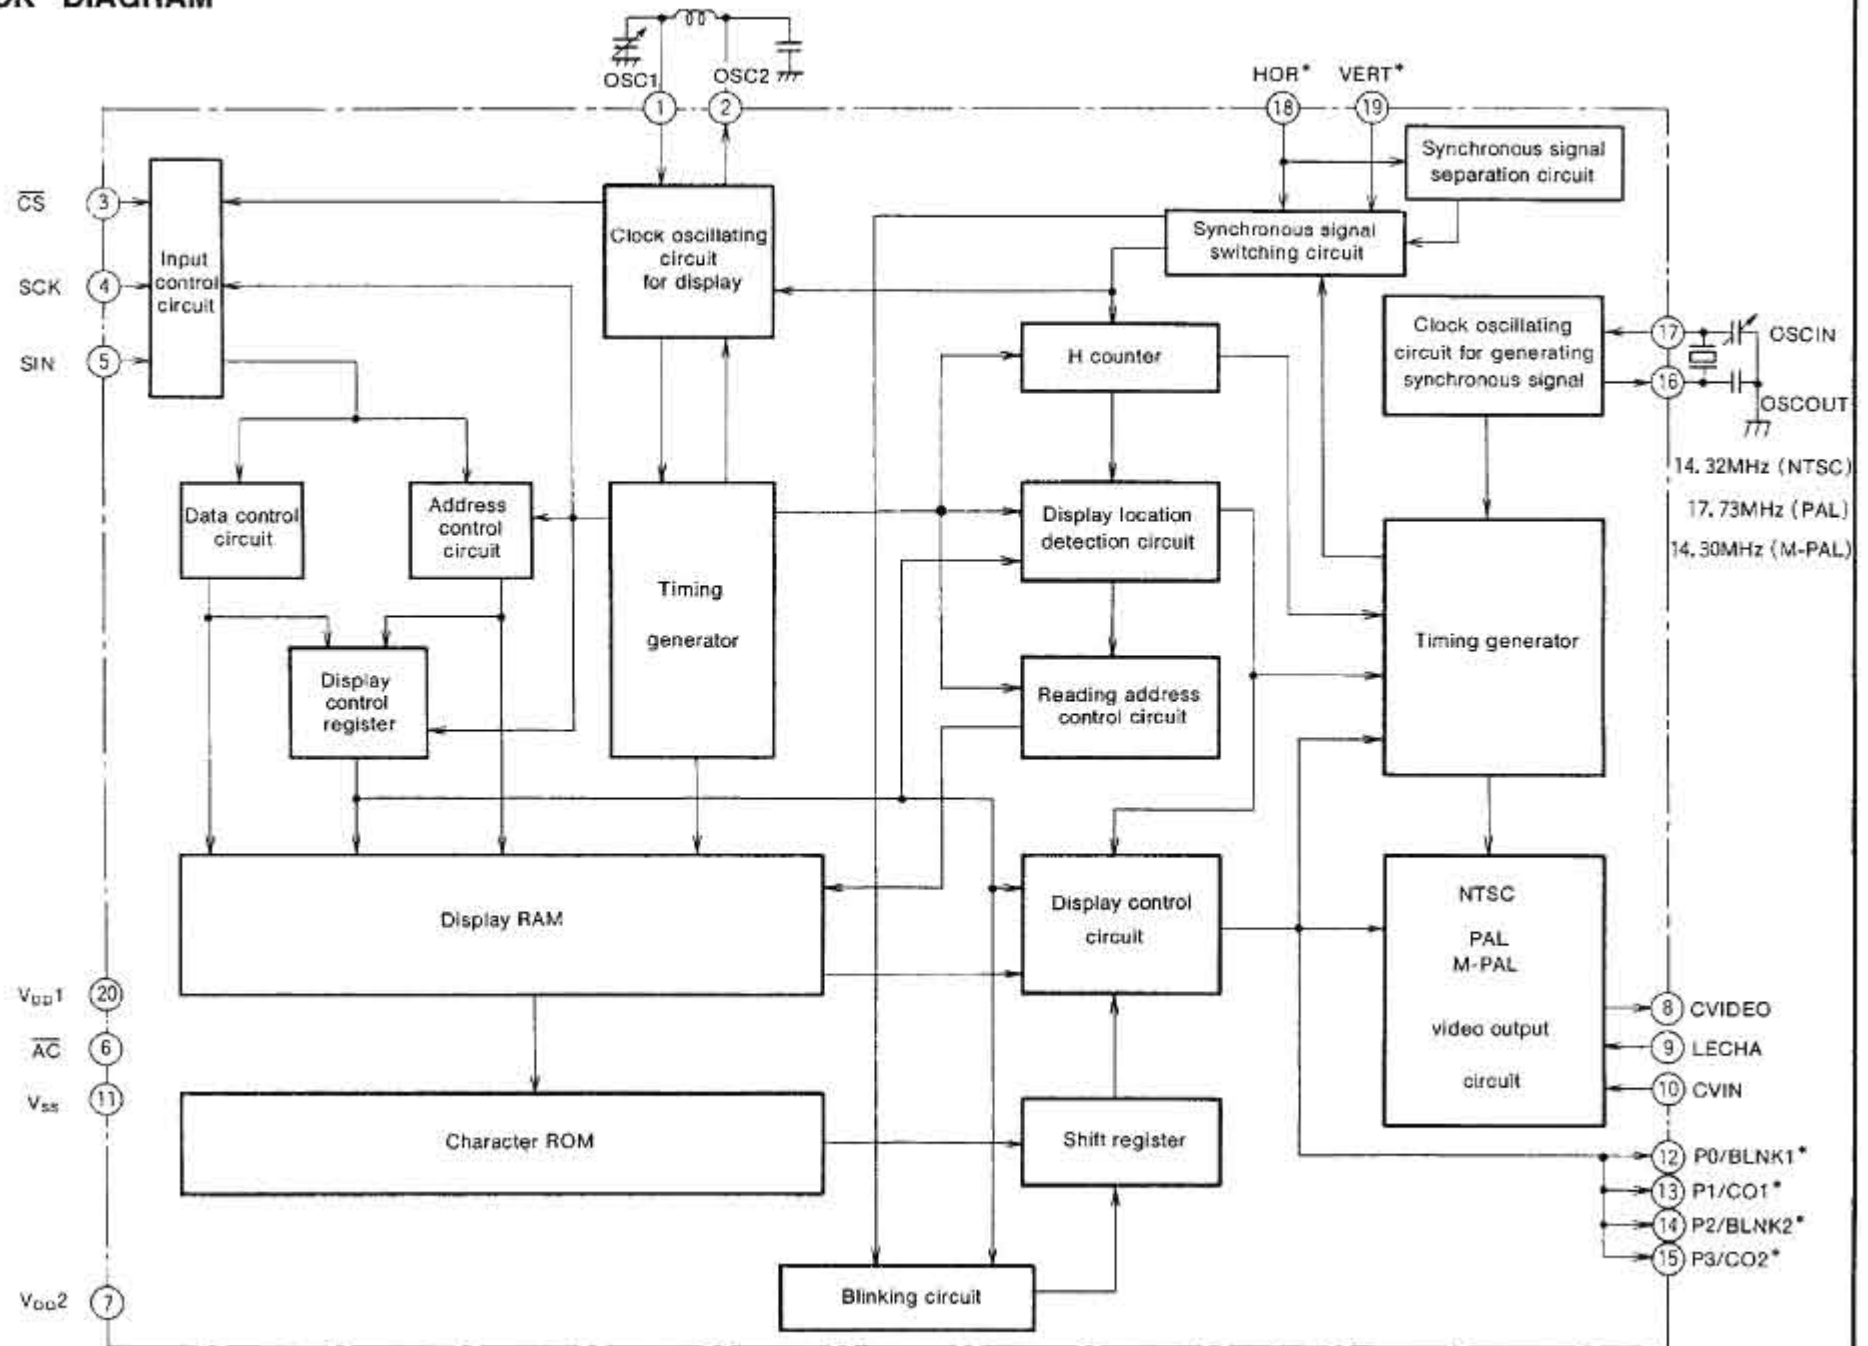 DIAGRAM
OSC1
OSC2
HOR*
VERT*
1
2
18
19
Synchronous signal
separation circuit
CS
3
Clock oscillating
circuit
for display
Synchronous signal
switching circuit
Input
control
circuit
SCK
4
SIN
5
H counter
Clock oscillating
circuit for generating
synchronous signal
17
OSCIN
16
OSCOUT
14.32MHz (NTSC)
17.73MHz (PAL)
14.30MHz (M-PAL)
Data control
circuit
Address
control
circuit
Timing
generator
Display location
detection circuit
Timing generator
Display
control
register
Reading address
control circuit
Display RAM
Display control
circuit
NTSC
PAL
M-PAL
video output
circuit
VDD1
20
AC
6
Vss
11
8
CVIDEO
9
LECHA
10
CVIN
Character ROM
Shift register
12
P0/BLNK1*
13
P1/CO1*
14
P2/BLNK2*
15
P3/CO2*
VDD2
7
Blinking circuit